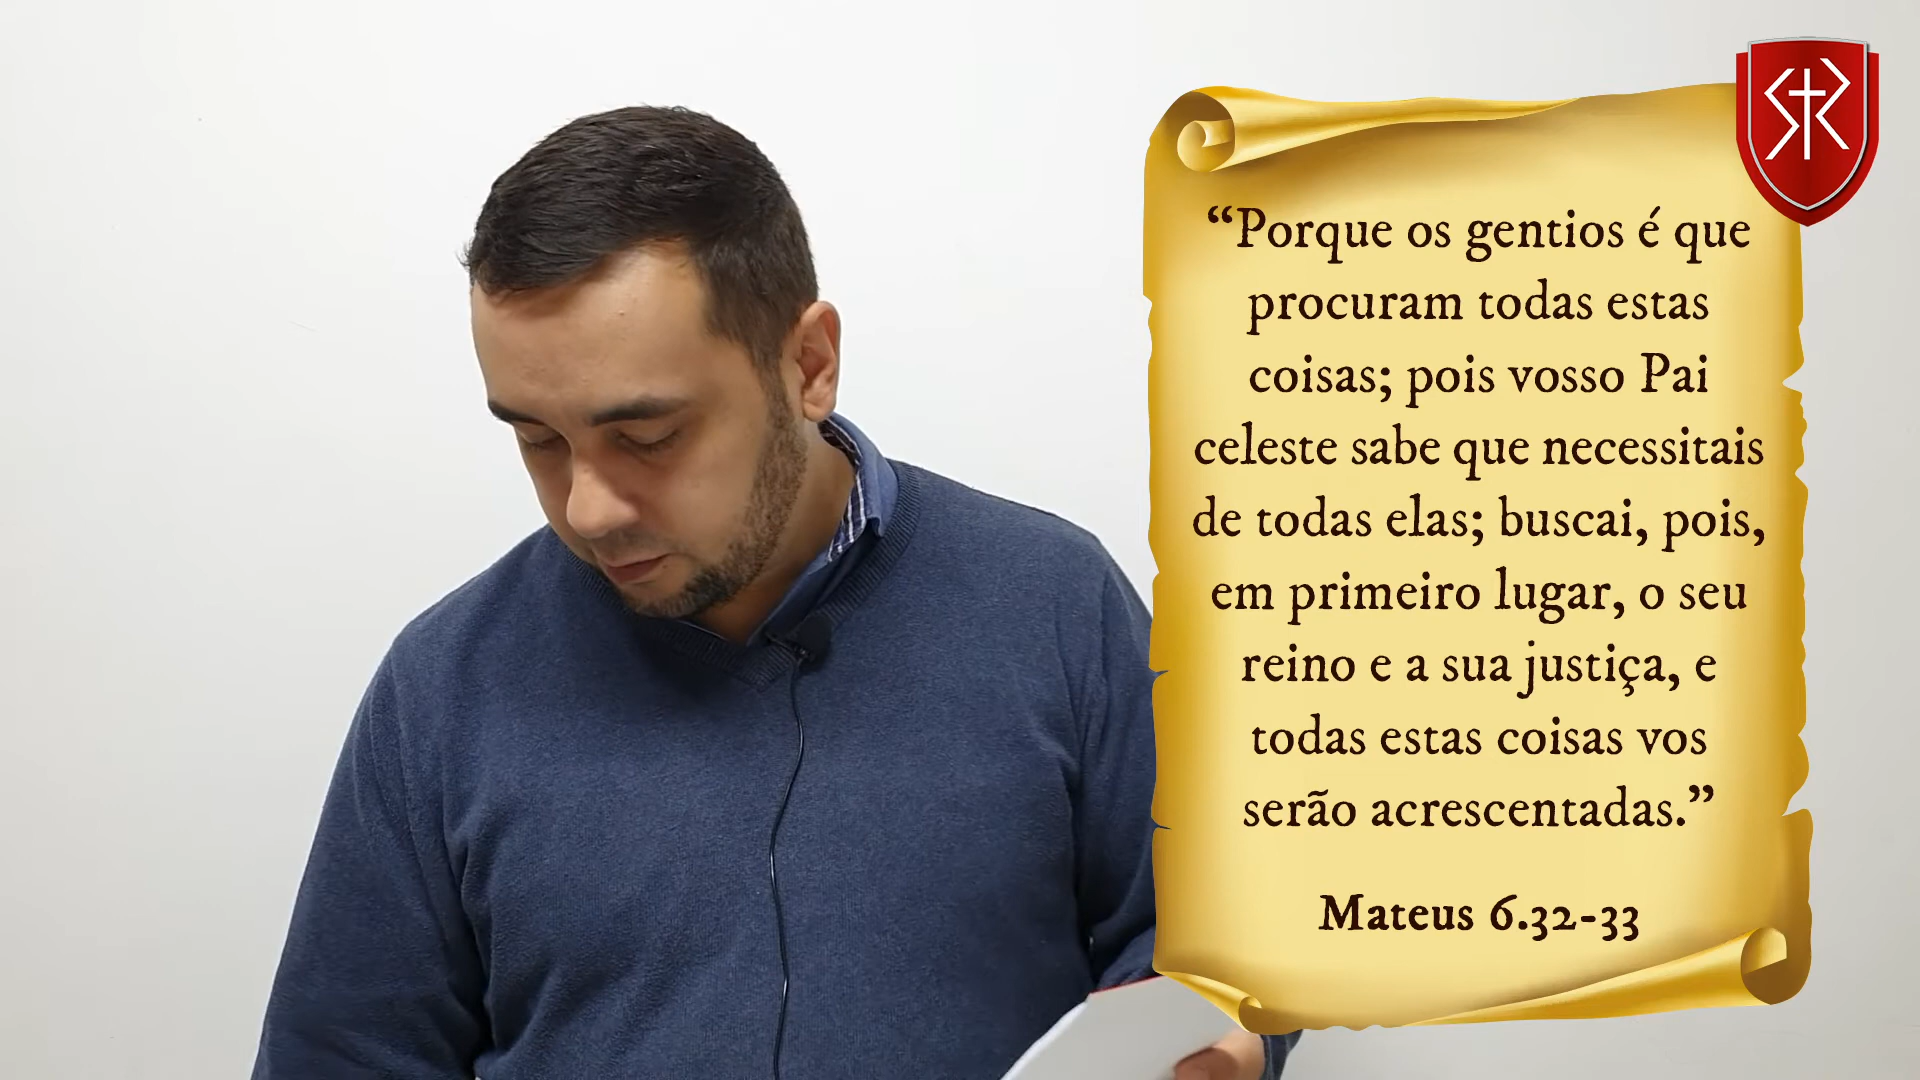 “Porque os gentios é que
procuram todas estas
coisas; pois vosso Pai
celeste sabe que necessitais
de todas elas; buscai, pois,
em primeiro lugar, o seu
reino e a sua justiça, e
todas estas coisas vos
serão acrescentadas.”
Mateus 6.32-33